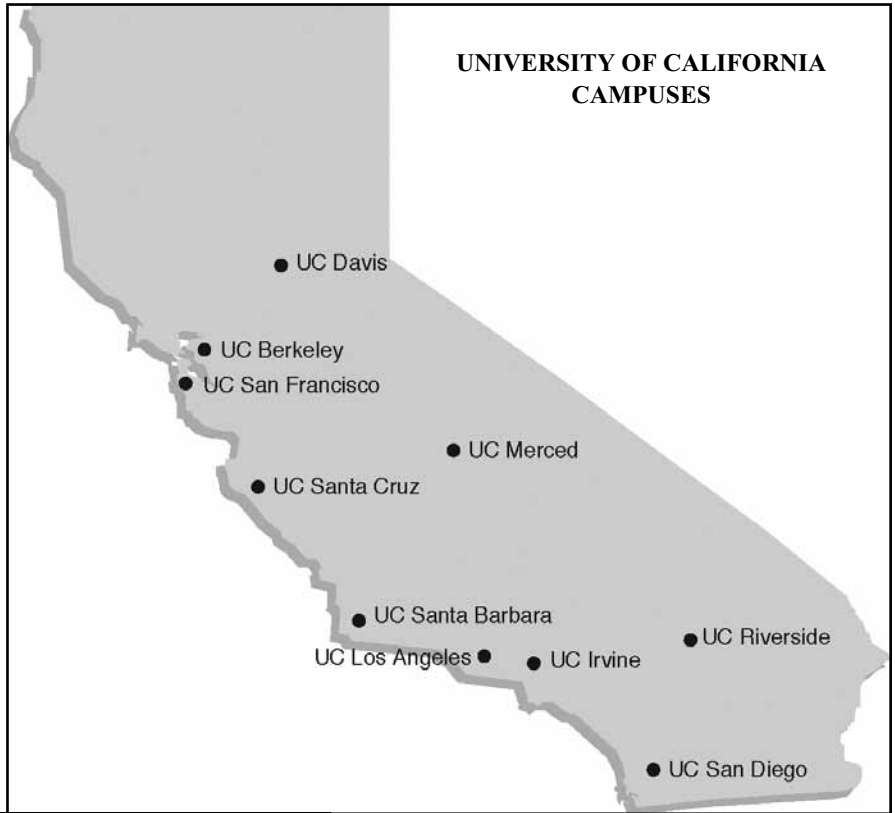 UNIVERSITY OF CALIFORNIA
CAMPUSES
UC Davis
UC Berkeley
UC San Francisco
UC Merced
UC Santa Cruz
UC Santa Barbara
UC Riverside
UC Los Angeles
UC Irvine
UC San Diego